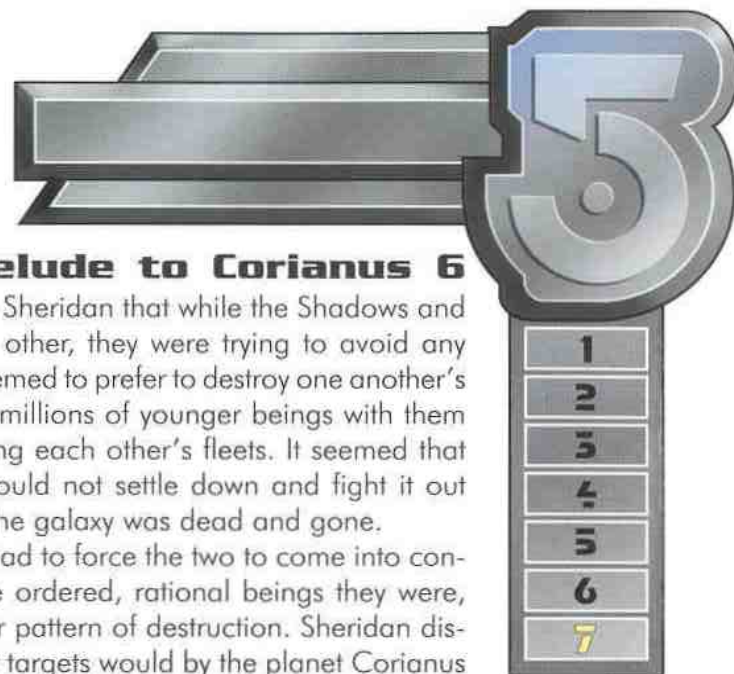 5
elude to Corianus 6
Sheridan that while the Shadows and
other, they were trying to avoid any
emed to prefer to destroy one another's
millions of younger beings with them
ng each other's fleets. It seemed that
ould not settle down and fight it out
he galaxy was dead and gone.
ad to force the two to come into con-
e ordered, rational beings they were,
r pattern of destruction. Sheridan dis-
targets would by the planet Corianus
1
2
3
4
5
6
7